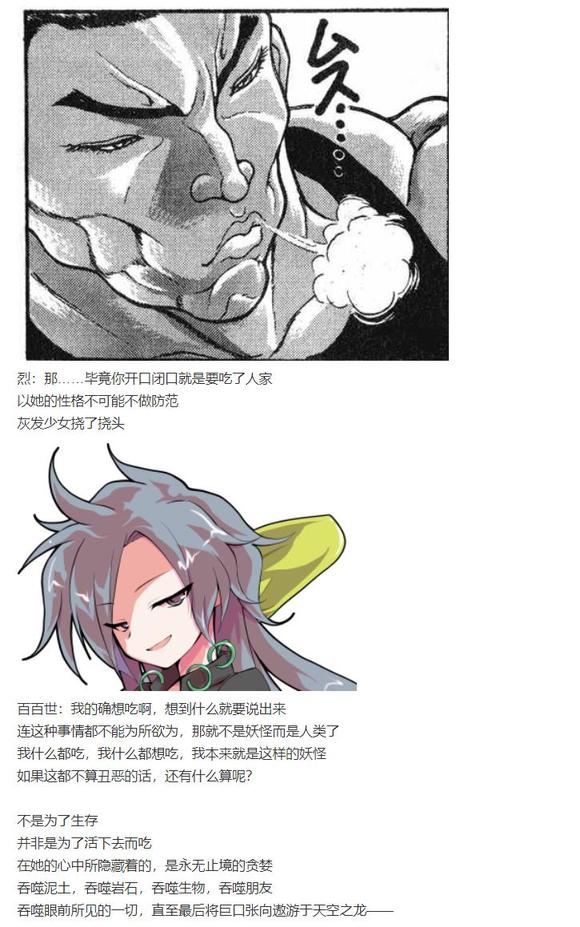 ムス…。。
烈：那……毕竟你开口闭口就是要吃了人家
以她的性格不可能不做防范
灰发少女挠了挠头
百百世：我的确想吃啊，想到什么就要说出来
连这种事情都不能为所欲为，那就不是妖怪而是人类了
我什么都吃，我什么都想吃，我本来就是这样的妖怪
如果这都不算丑恶的话，还有什么算呢？
不是为了生存
并非是为了活下去而吃
在她的心中所隐藏着的，是永无止境的贪婪
吞噬泥土，吞噬岩石，吞噬生物，吞噬朋友
吞噬眼前所见的一切，直至最后将巨口张向遨游于天空之龙——